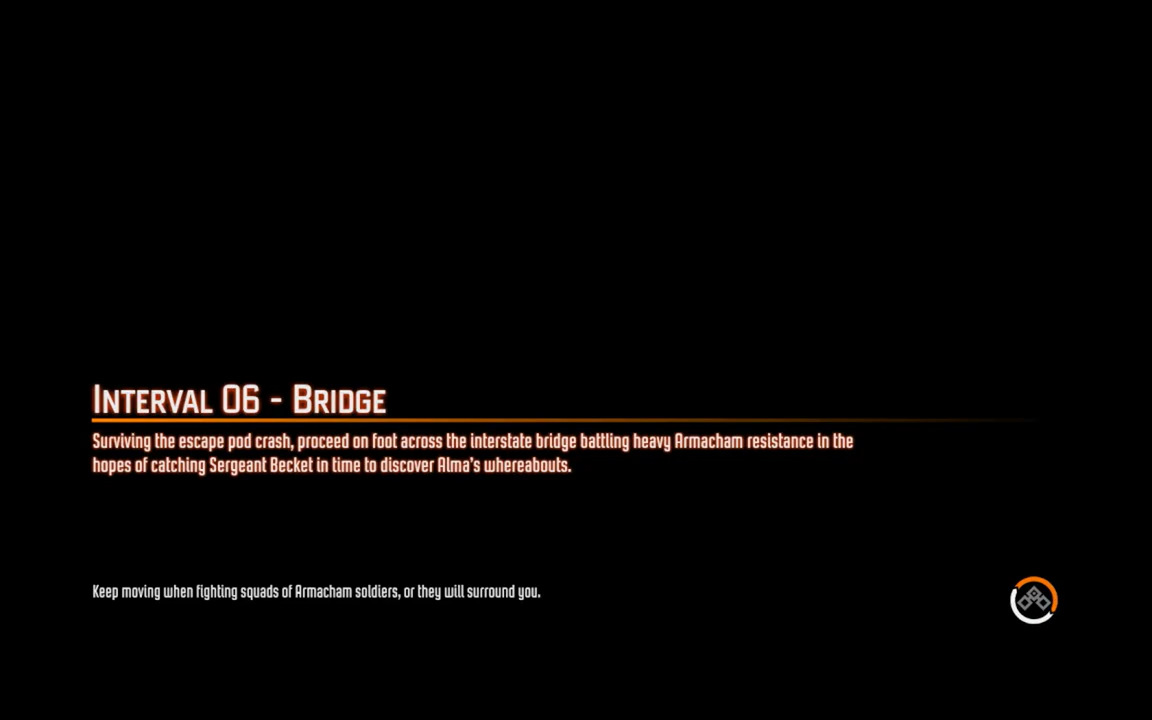 Interval 06 - Bridge
Surviving the escape pod crash, proceed on foot across the interstate bridge battling heavy Armacham resistance in the
hopes of catching Sergeant Becket in time to discover Alma's whereabouts.
Keep moving when fighting squads of Armacham soldiers, or they will surround you.